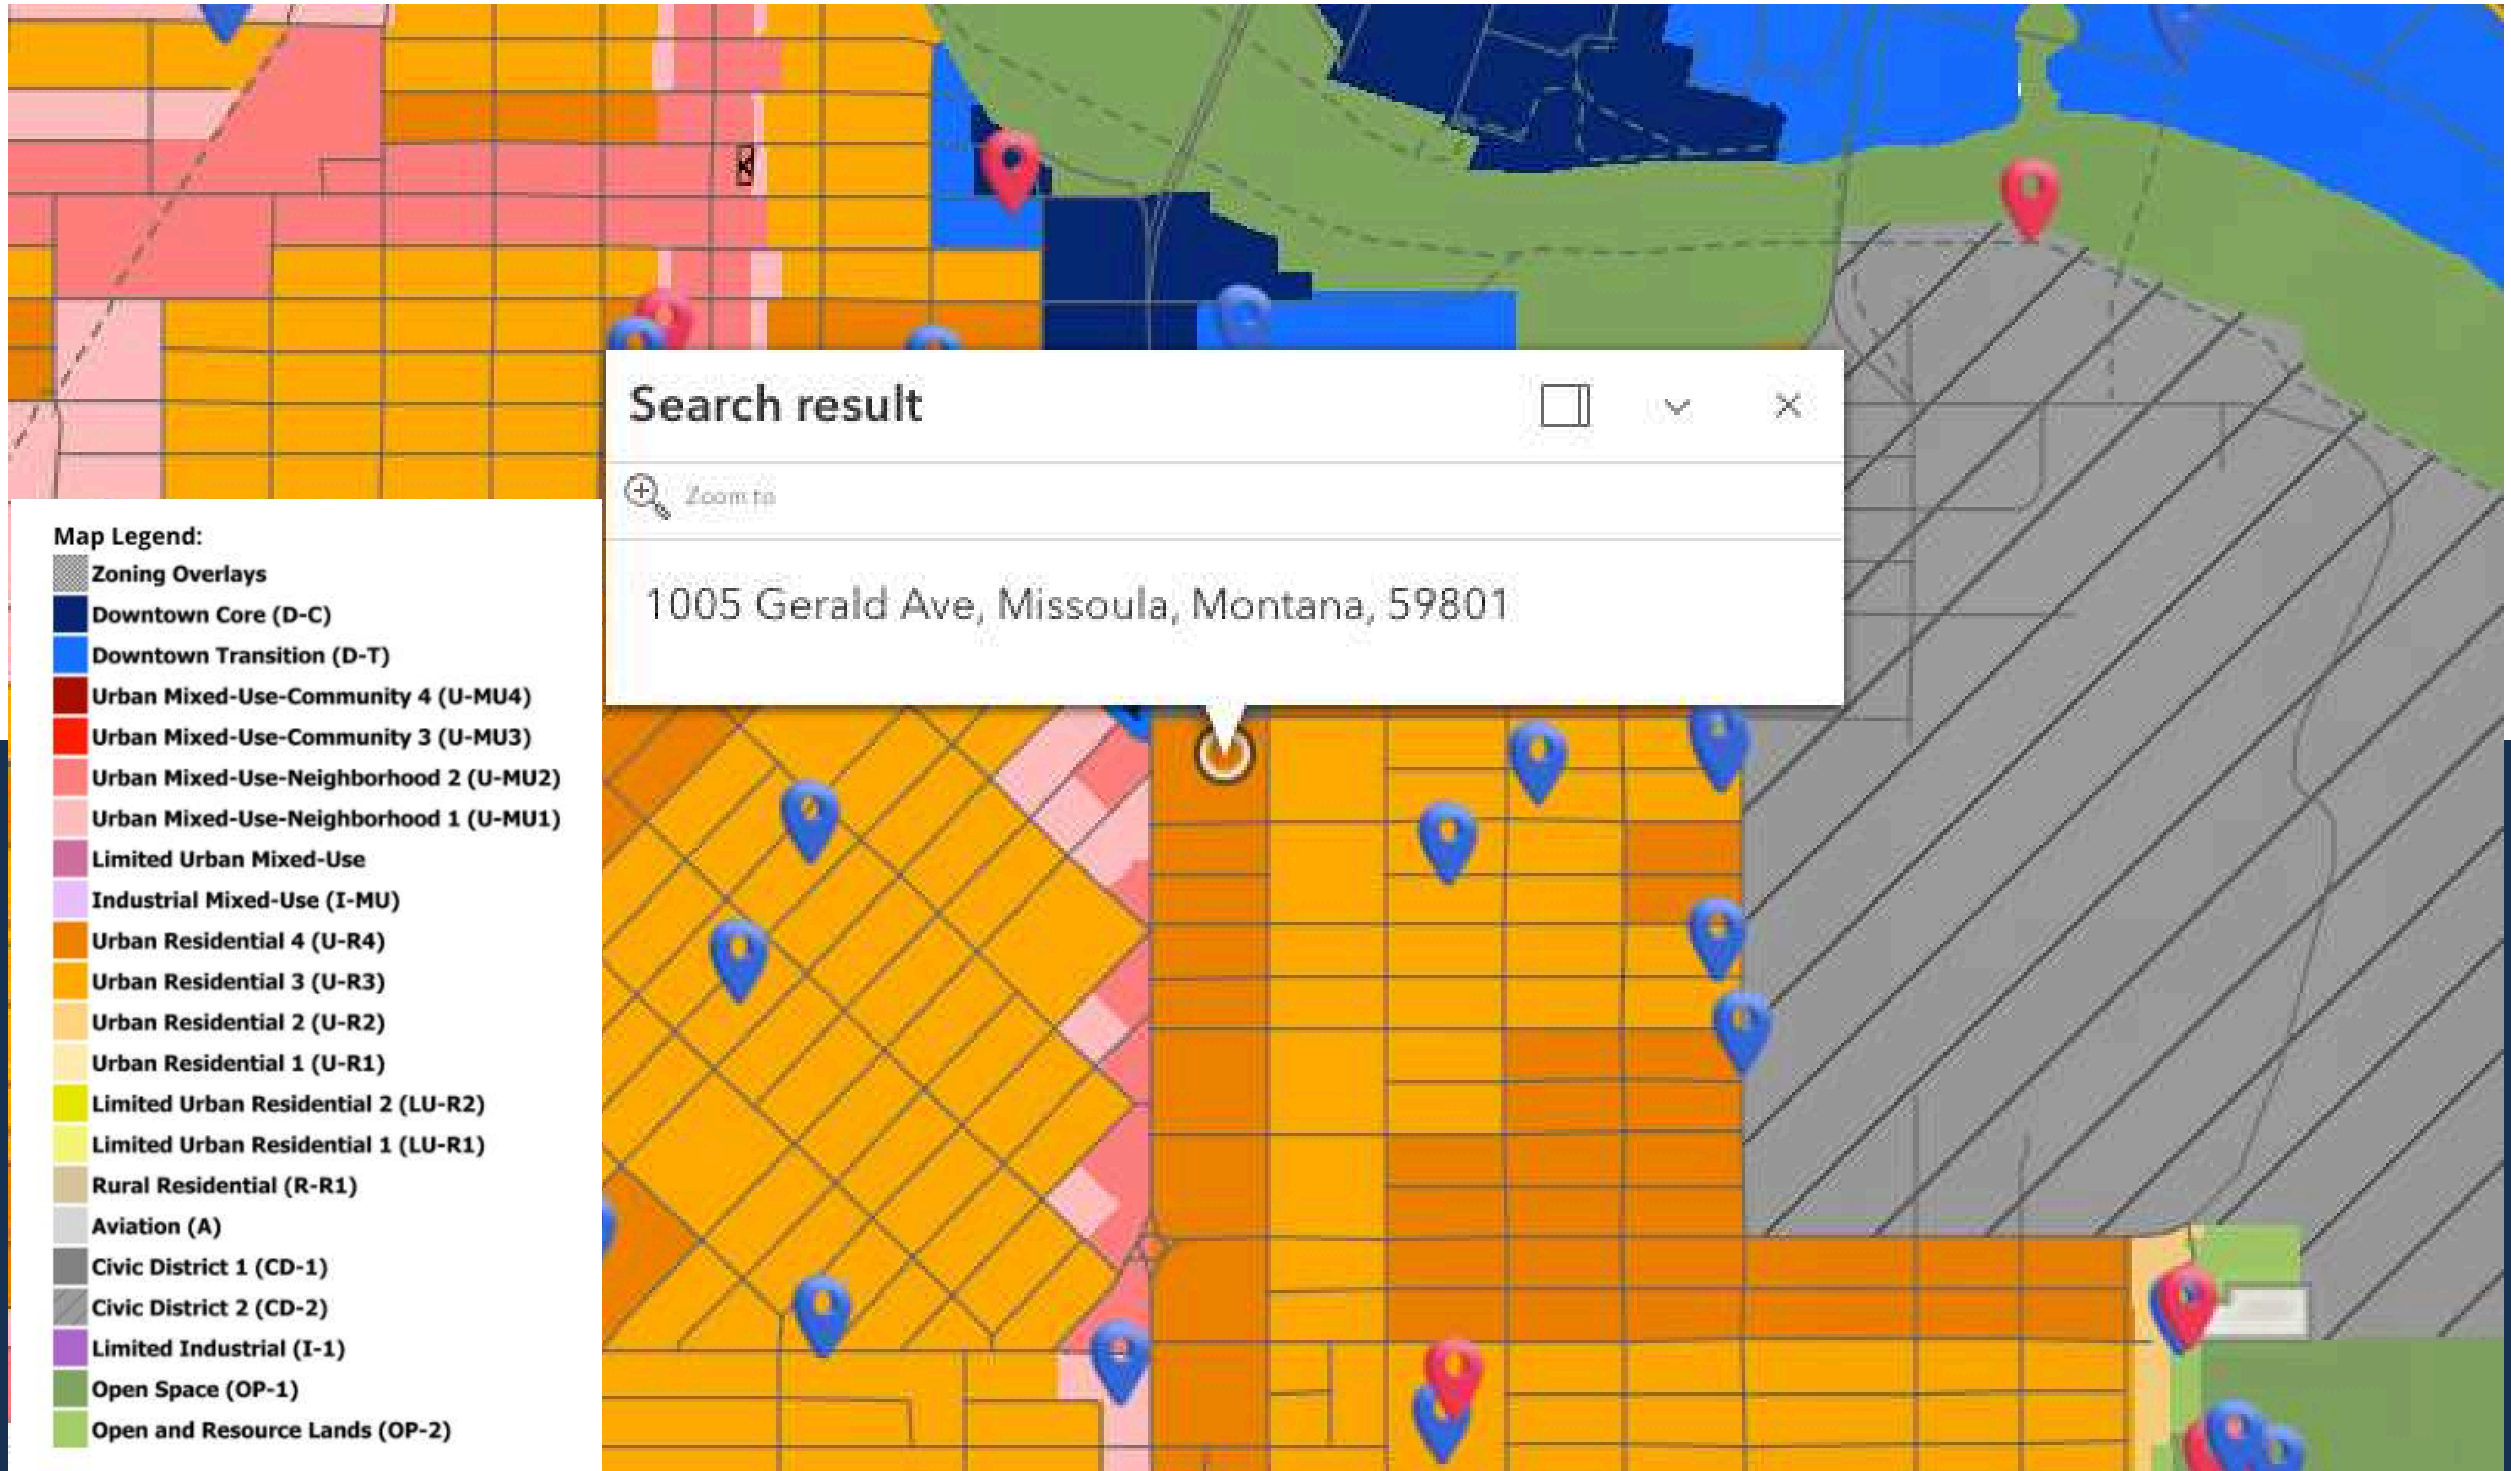 K
Search result
Zoom to
1005 Gerald Ave, Missoula, Montana, 59801
Map Legend:
Zoning Overlays
Downtown Core (D-C)
Downtown Transition (D-T)
Urban Mixed-Use-Community 4 (U-MU4)
Urban Mixed-Use-Community 3 (U-MU3)
Urban Mixed-Use-Neighborhood 2 (U-MU2)
Urban Mixed-Use-Neighborhood 1 (U-MU1)
Limited Urban Mixed-Use
Industrial Mixed-Use (I-MU)
Urban Residential 4 (U-R4)
Urban Residential 3 (U-R3)
Urban Residential 2 (U-R2)
Urban Residential 1 (U-R1)
Limited Urban Residential 2 (LU-R2)
Limited Urban Residential 1 (LU-R1)
Rural Residential (R-R1)
Aviation (A)
Civic District 1 (CD-1)
Civic District 2 (CD-2)
Limited Industrial (I-1)
Open Space (OP-1)
Open and Resource Lands (OP-2)